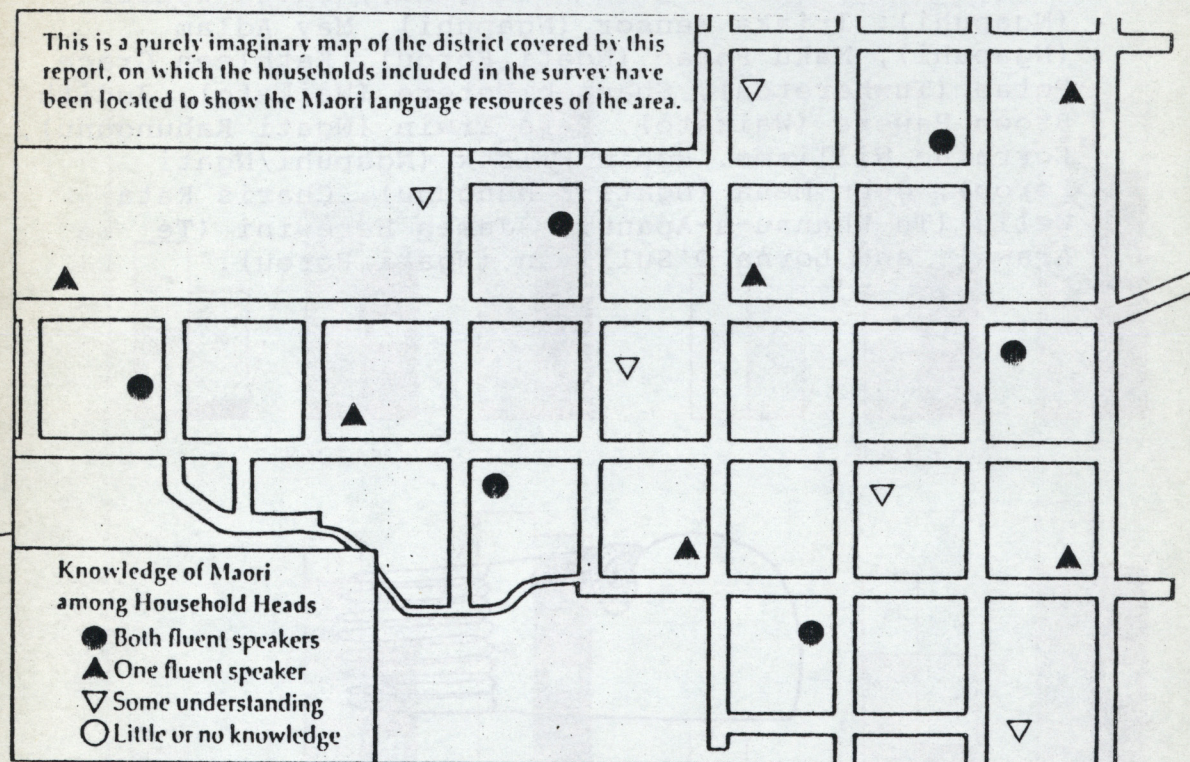 This is a purely imaginary map of the district covered by this
report, on which the households included in the survey have
been located to show the Maori language resources of the area.
Knowledge of Maori
among Household Heads
Both fluent speakers
One fluent speaker
Some understanding
Little or no knowledge